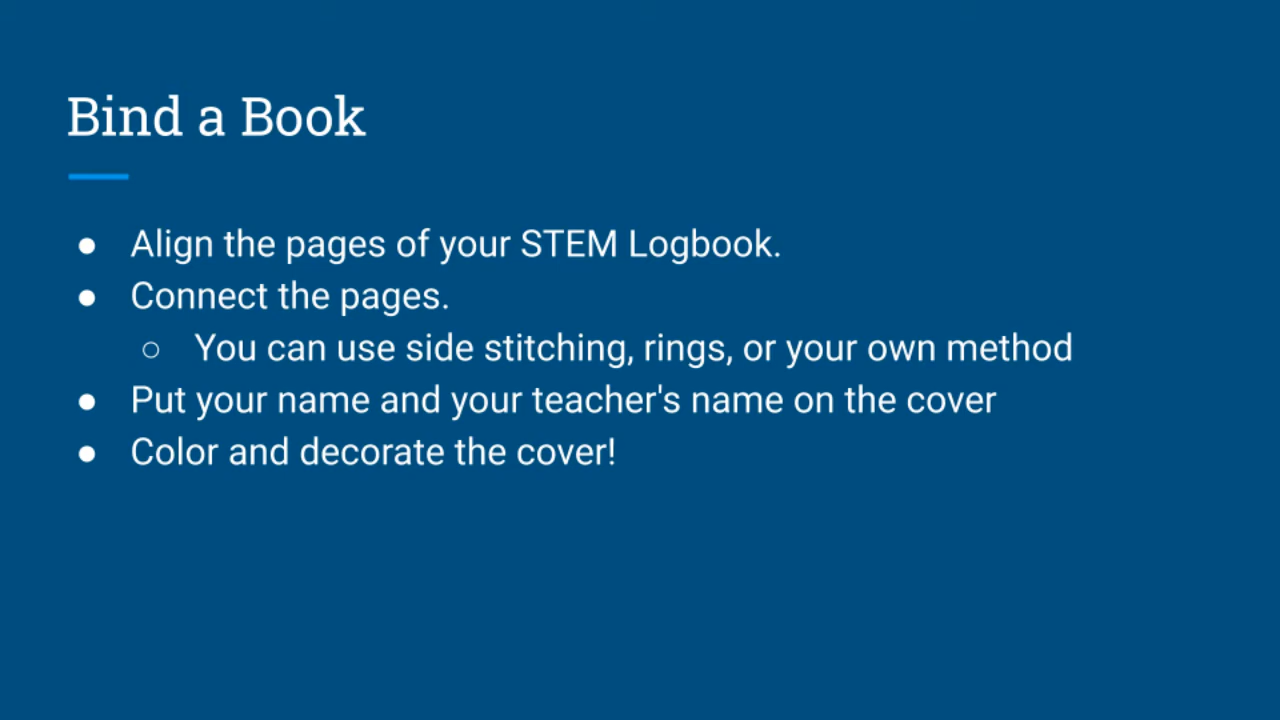 Bind a Book
● Align the pages of your STEM Logbook.
● Connect the pages.
○ You can use side stitching, rings, or your own method
● Put your name and your teacher's name on the cover
● Color and decorate the cover!